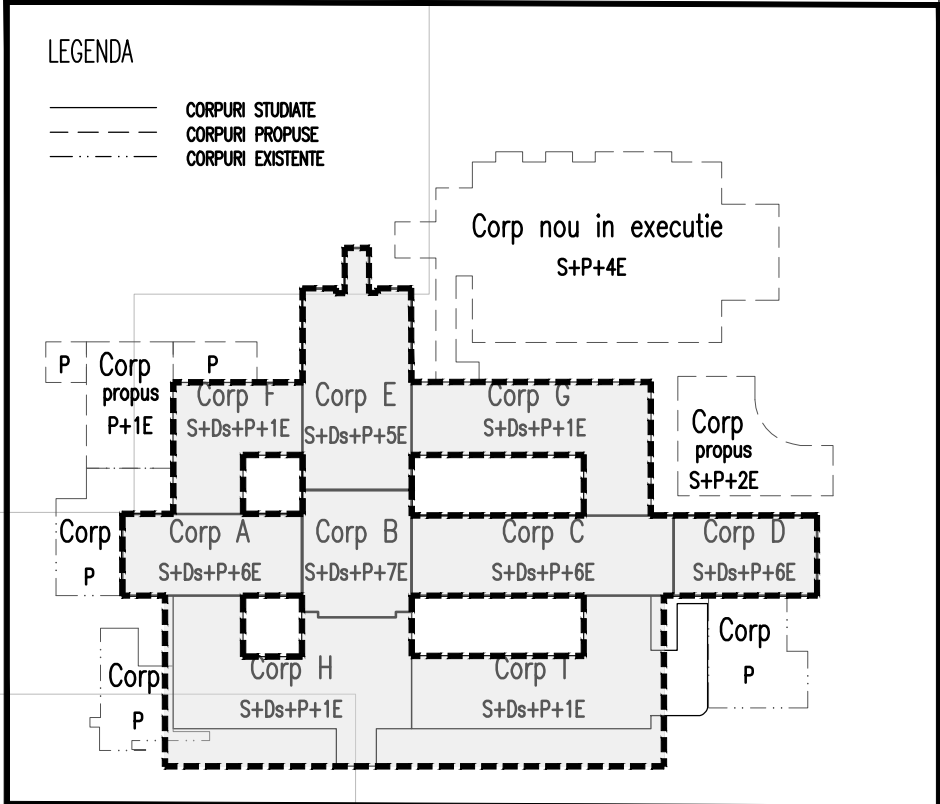 LEGENDA
CORPURI STUDIATE
CORPURI PROPUSE
CORPURI EXISTENTE
Corp nou in executie
S+P+4E
P
Corp
propus
P+1E
P
Corp F
S+Ds+P+1E
Corp E
S+Ds+P+5E
Corp G
S+Ds+P+1E
Corp
propus
S+P+2E
Corp
P
Corp A
S+Ds+P+6E
Corp B
S+Ds+P+7E
Corp C
S+Ds+P+6E
Corp D
S+Ds+P+6E
Corp
P
Corp H
S+Ds+P+1E
Corp I
S+Ds+P+1E
Corp
P